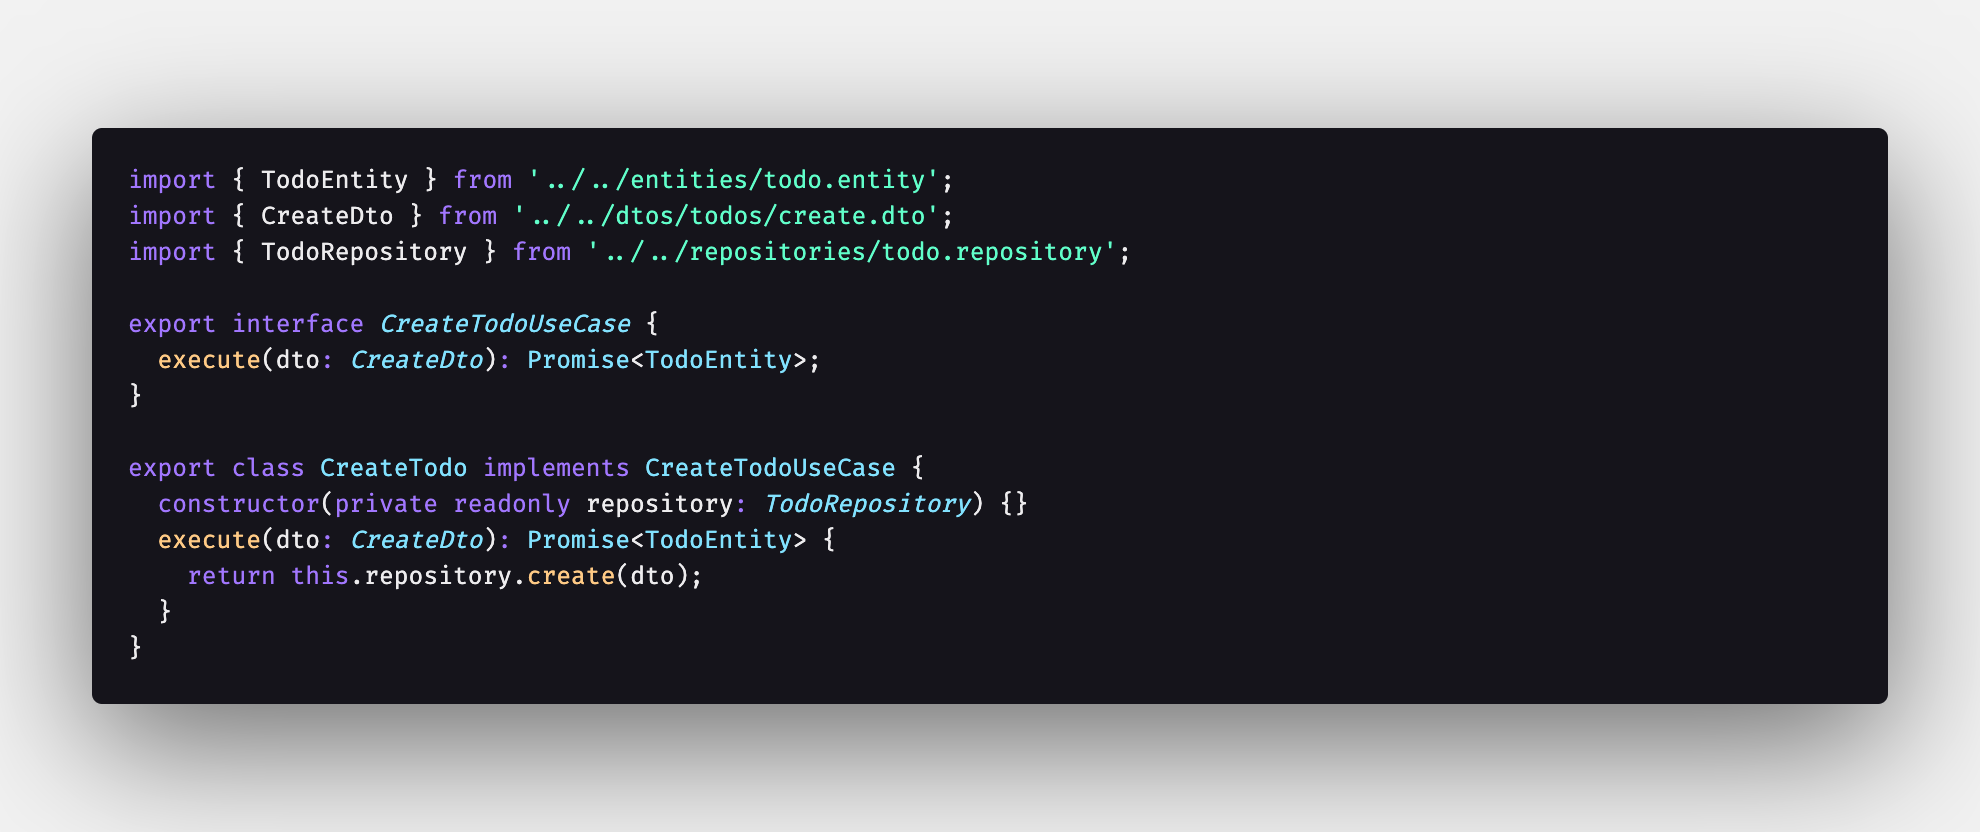 import { TodoEntity } from '../../entities/todo.entity';
import { CreateDto } from '../../dtos/todos/create.dto';
import { TodoRepository } from '../../repositories/todo.repository';

export interface CreateTodoUseCase {
  execute(dto: CreateDto): Promise<TodoEntity>;
}

export class CreateTodo implements CreateTodoUseCase {
  constructor(private readonly repository: TodoRepository) {}
  execute(dto: CreateDto): Promise<TodoEntity> {
    return this.repository.create(dto);
  }
}